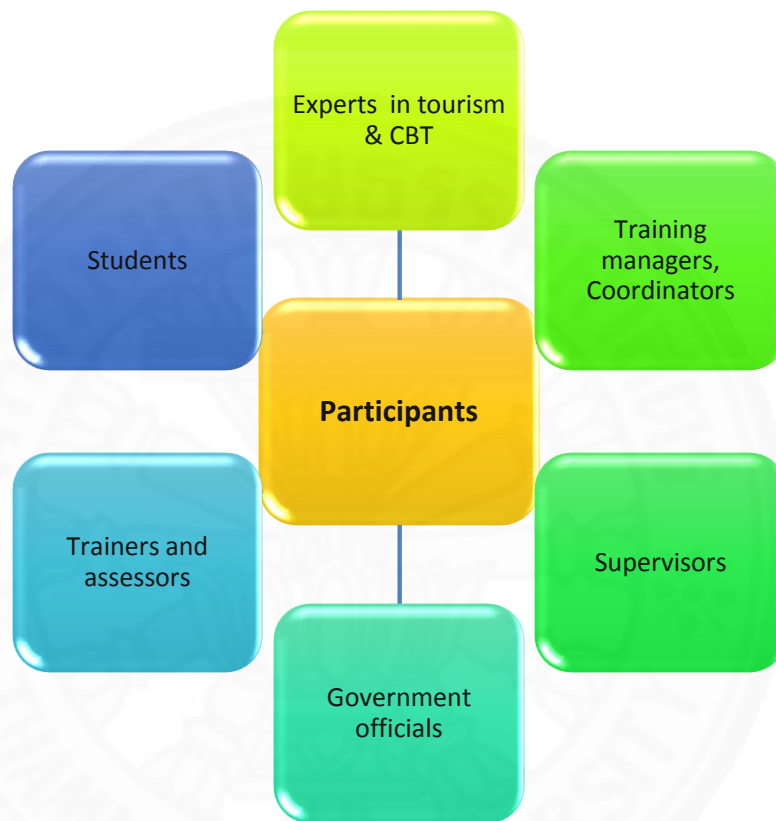 Experts in tourism
& CBT
Students
Training
managers,
Coordinators
Participants
Trainers and
assessors
Supervisors
Government
officials